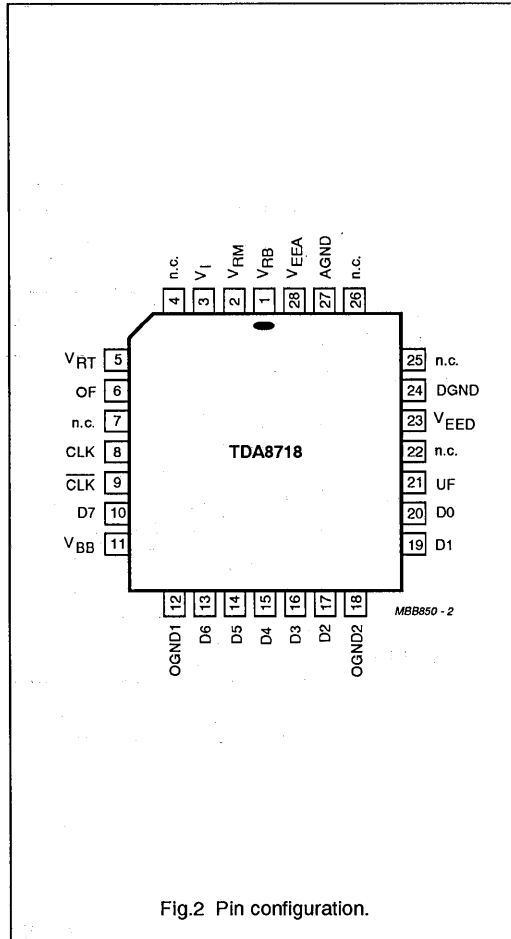 n.c. V_I V_RM V_RB V_EEA AGND n.c.
4 3 2 1 28 27 26
V_RT 5
OF 6
n.c. 7
CLK 8
C̅L̅K̅ 9
D7 10
V_BB 11
TDA8718
25 n.c.
24 DGND
23 V_EED
22 n.c.
21 UF
20 D0
19 D1
12 13 14 15 16 17 18
OGND1 D6 D5 D4 D3 D2 OGND2
MBB850 - 2
Fig.2 Pin configuration.